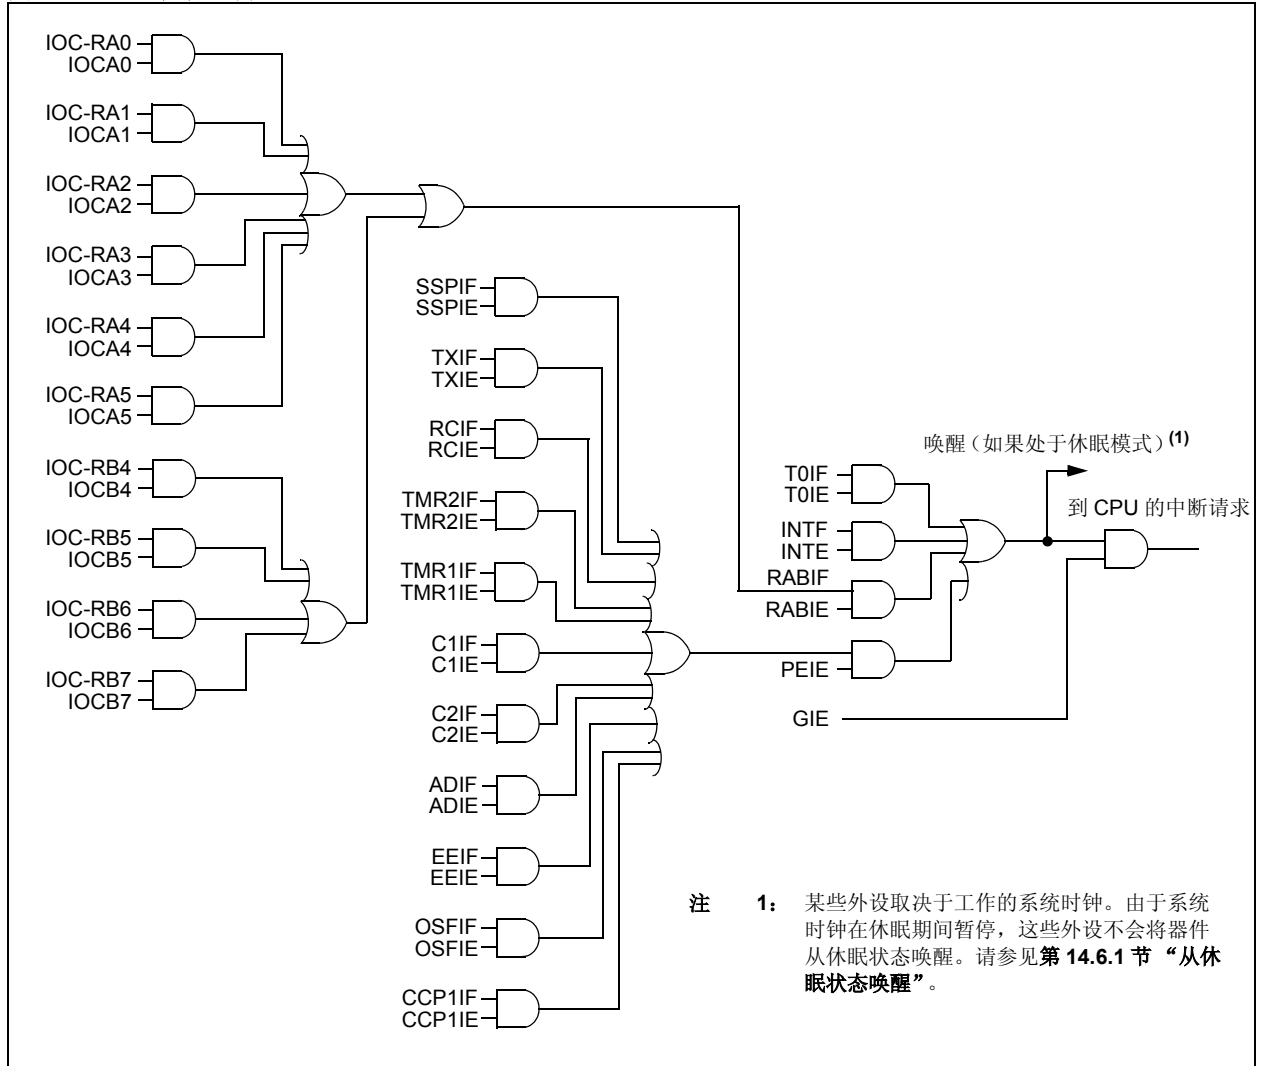 IOC-RA0
IOCA0
IOC-RA1
IOCA1
IOC-RA2
IOCA2
IOC-RA3
IOCA3
IOC-RA4
IOCA4
IOC-RA5
IOCA5
IOC-RB4
IOCB4
IOC-RB5
IOCB5
IOC-RB6
IOCB6
IOC-RB7
IOCB7
SSPIF
SSPIE
TXIF
TXIE
RCIF
RCIE
TMR2IF
TMR2IE
TMR1IF
TMR1IE
C1IF
C1IE
C2IF
C2IE
ADIF
ADIE
EEIF
EEIE
OSFIF
OSFIE
CCP1IF
CCP1IE
T0IF
T0IE
INTF
INTE
RABIF
RABIE
PEIE
GIE
唤醒（如果处于休眠模式）(1)
到 CPU 的中断请求
注 1： 某些外设取决于工作的系统时钟。由于系统
时钟在休眠期间暂停，这些外设不会将器件
从休眠状态唤醒。请参见第 14.6.1 节 “从休
眠状态唤醒”。